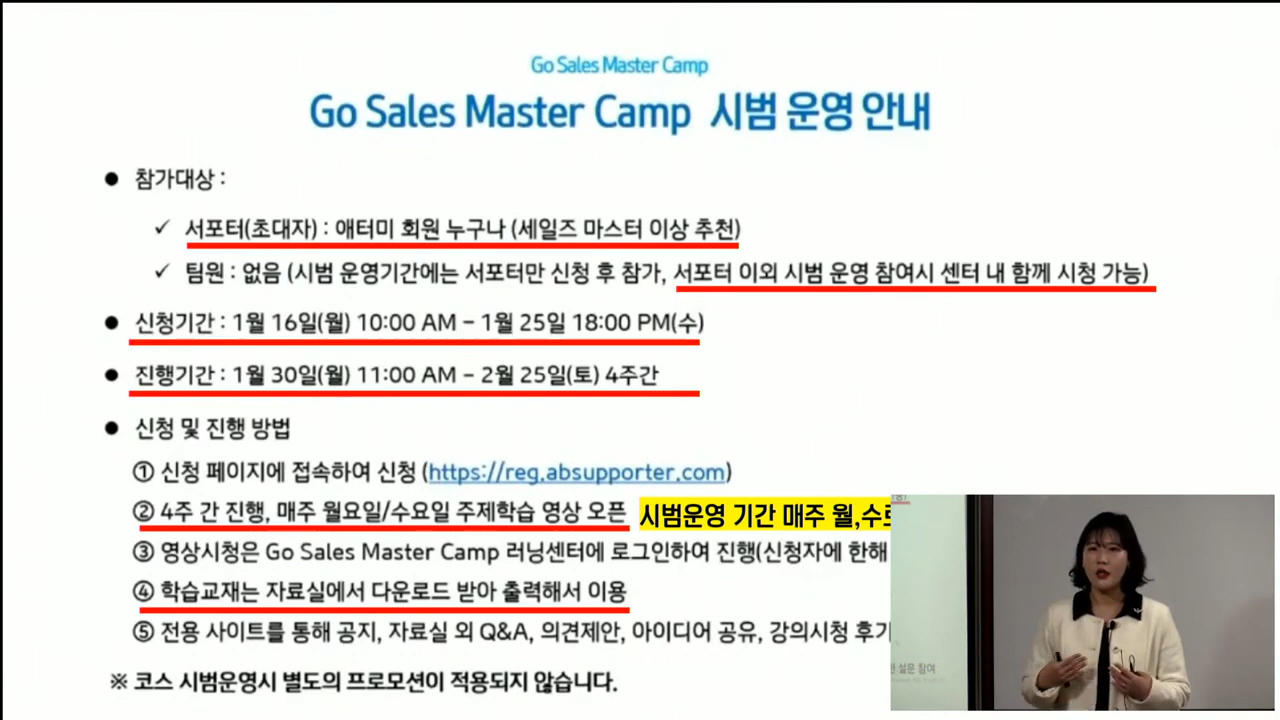 Go Sales Master Camp
Go Sales Master Camp 시범 운영 안내
● 참가대상 :
✓ 서포터(초대자) : 애터미 회원 누구나 (세일즈 마스터 이상 추천)
✓ 팀원 : 없음 (시범 운영기간에는 서포터만 신청 후 참가, 서포터 이외 시범 운영 참여시 센터 내 함께 시청 가능)
● 신청기간 : 1월 16일(월) 10:00 AM – 1월 25일 18:00 PM(수)
● 진행기간 : 1월 30일(월) 11:00 AM – 2월 25일(토) 4주간
● 신청 및 진행 방법
① 신청 페이지에 접속하여 신청 (https://reg.absupporter.com)
② 4주 간 진행, 매주 월요일/수요일 주제학습 영상 오픈 시범운영 기간 매주 월,수
③ 영상시청은 Go Sales Master Camp 러닝센터에 로그인하여 진행(신청자에 한해
④ 학습교재는 자료실에서 다운로드 받아 출력해서 이용
⑤ 전용 사이트를 통해 공지, 자료실 외 Q&A, 의견제안, 아이디어 공유, 강의시청 후기
설문 참여
※ 코스 시범운영시 별도의 프로모션이 적용되지 않습니다.